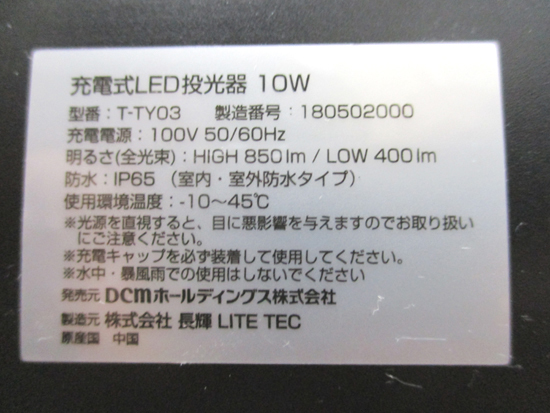 充電式LED投光器 10W
型番：T-TY03 製造番号：180502000
充電電源：100V 50/60Hz
明るさ(全光束)：HIGH 850lm / LOW 400lm
防水：IP65 （室内・室外防水タイプ）
使用環境温度：-10～45℃
※光源を直視すると、目に悪影響を与えますのでお取り扱い
にご注意ください。
※充電キャップを必ず装着して使用してください。
※水中・暴風雨での使用はしないでください
発売元 DCMホールディングス株式会社
製造元 株式会社 長輝 LITE TEC
原産国 中国